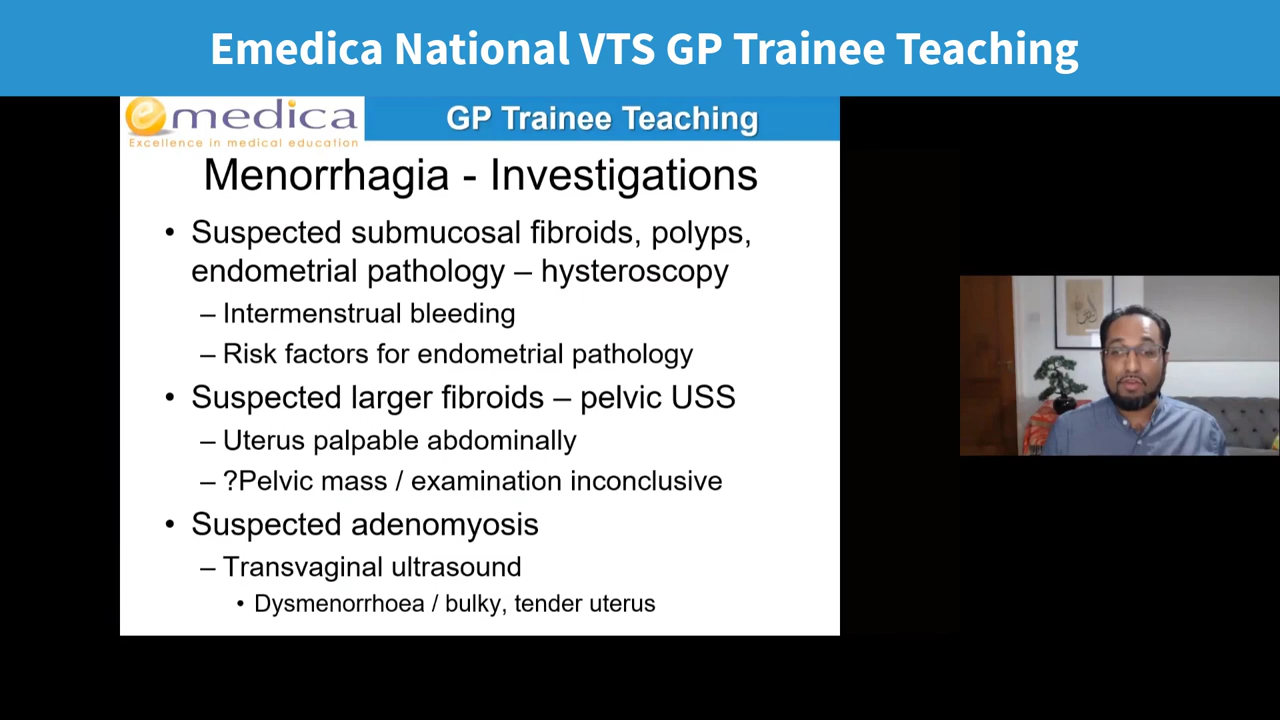 Emedica National VTS GP Trainee Teaching
emedica
Excellence in medical education
GP Trainee Teaching
Menorrhagia - Investigations
• Suspected submucosal fibroids, polyps,
endometrial pathology – hysteroscopy
– Intermenstrual bleeding
– Risk factors for endometrial pathology
• Suspected larger fibroids – pelvic USS
– Uterus palpable abdominally
– ?Pelvic mass / examination inconclusive
• Suspected adenomyosis
– Transvaginal ultrasound
• Dysmenorrhoea / bulky, tender uterus